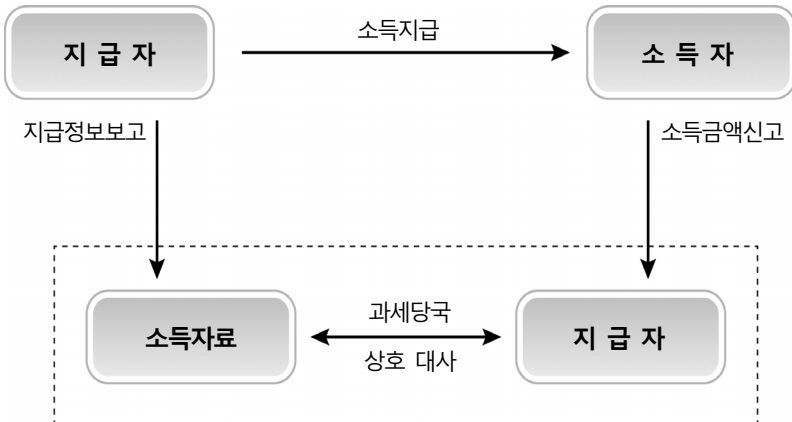 지 급 자
소득지급
소 득 자
지급정보보고
소득금액신고
소득자료
과세당국
상호 대사
지 급 자